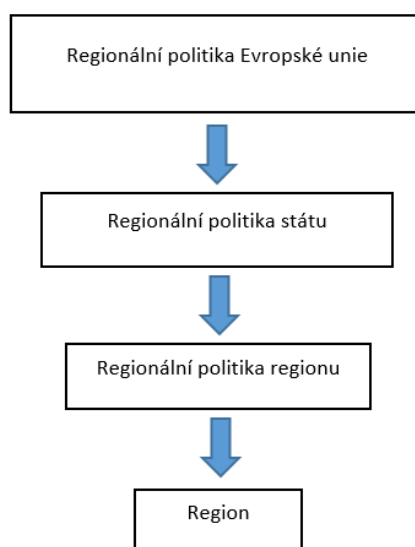 Regionální politika Evropské unie
Regionální politika státu
Regionální politika regionu
Region